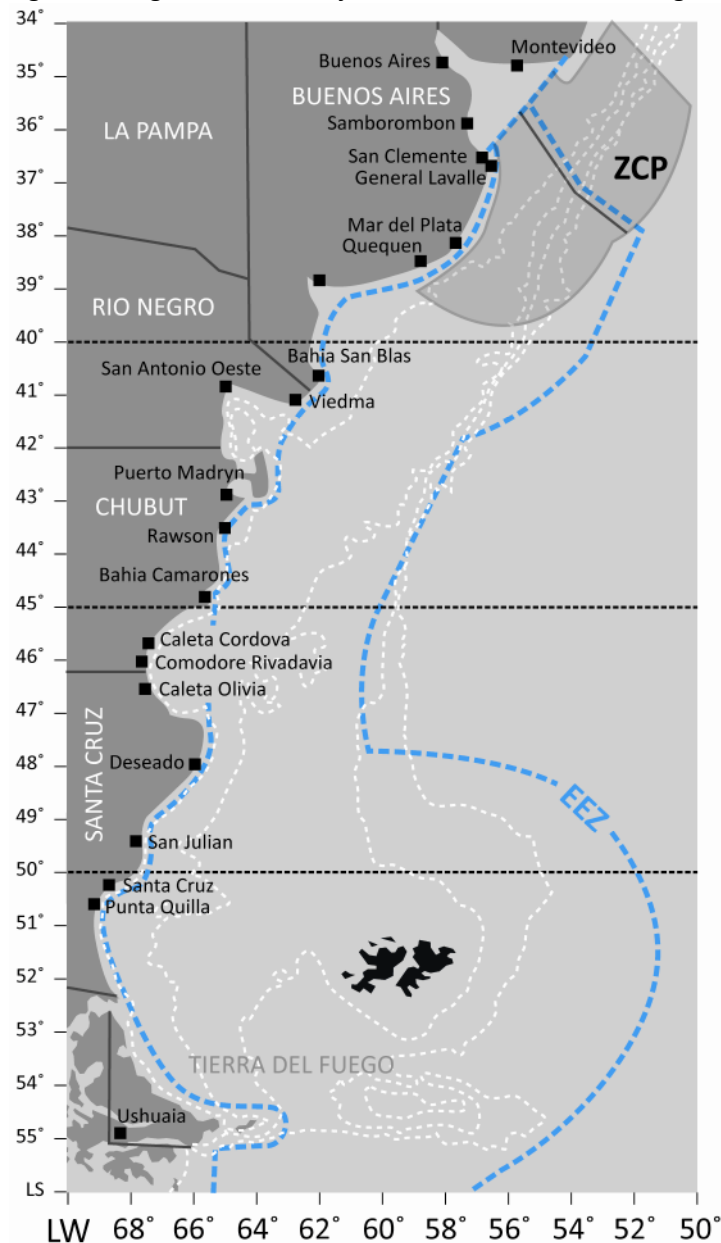 34°
35°
36°
37°
38°
39°
40°
41°
42°
43°
44°
45°
46°
47°
48°
49°
50°
51°
52°
53°
54°
55°
LS
Montevideo
Buenos Aires
BUENOS AIRES
LA PAMPA
Samborombon
San Clemente
General Lavalle
ZCP
Mar del Plata
Quequen
RIO NEGRO
Bahia San Blas
San Antonio Oeste
Viedma
Puerto Madryn
CHUBUT
Rawson
Bahia Camarones
Caleta Cordova
Comodore Rivadavia
Caleta Olivia
SANTA CRUZ
Deseado
EEZ
San Julian
Santa Cruz
Punta Quilla
TIERRA DEL FUEGO
Ushuaia
LW 68° 66° 64° 62° 60° 58° 56° 54° 52° 50°